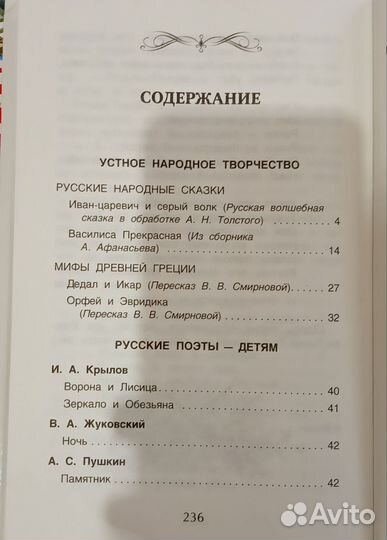 СОДЕРЖАНИЕ
УСТНОЕ НАРОДНОЕ ТВОРЧЕСТВО
РУССКИЕ НАРОДНЫЕ СКАЗКИ
Иван-царевич и серый волк (Русская волшебная
сказка в обработке А. Н. Толстого) 4
Василиса Прекрасная (Из сборника
А. Афанасьева) 14
МИФЫ ДРЕВНЕЙ ГРЕЦИИ
Дедал и Икар (Пересказ В. В. Смирновой) 27
Орфей и Эвридика
(Пересказ В. В. Смирновой) 32
РУССКИЕ ПОЭТЫ — ДЕТЯМ
И. А. Крылов
Ворона и Лисица 40
Зеркало и Обезьяна 41
В. А. Жуковский
Ночь 42
А. С. Пушкин
Памятник 42
236
Avito